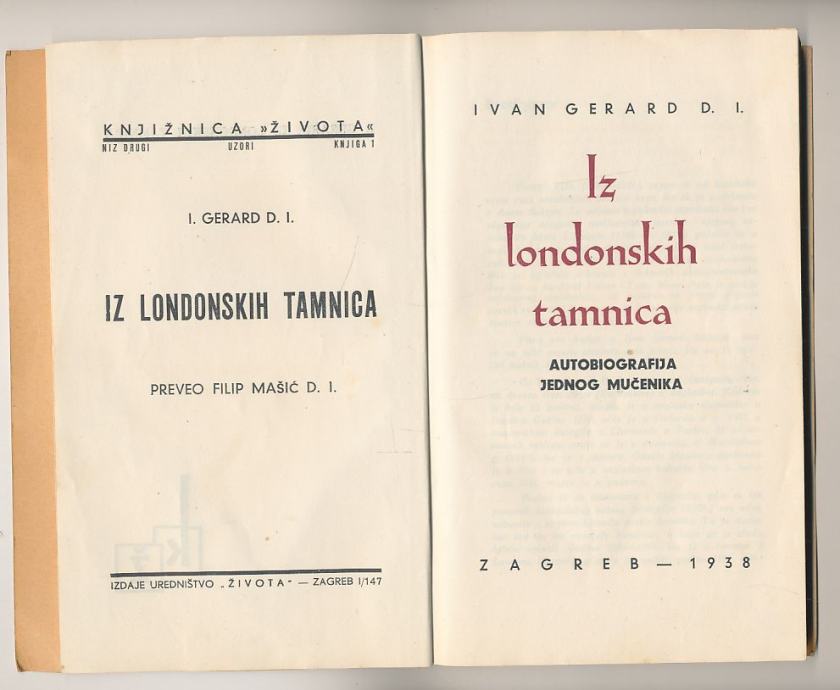 KNJIŽNICA »ŽIVOTA«
NIZ DRUGI UZORI KNJIGA 1
I. GERARD D. I.
IZ LONDONSKIH TAMNICA
PREVEO FILIP MAŠIĆ D. I.
IZDAJE UREDNIŠTVO „ŽIVOTA" — ZAGREB I/147
IVAN GERARD D. I.
Iz
londonskih
tamnica
AUTOBIOGRAFIJA
JEDNOG MUČENIKA
ZAGREB — 1938